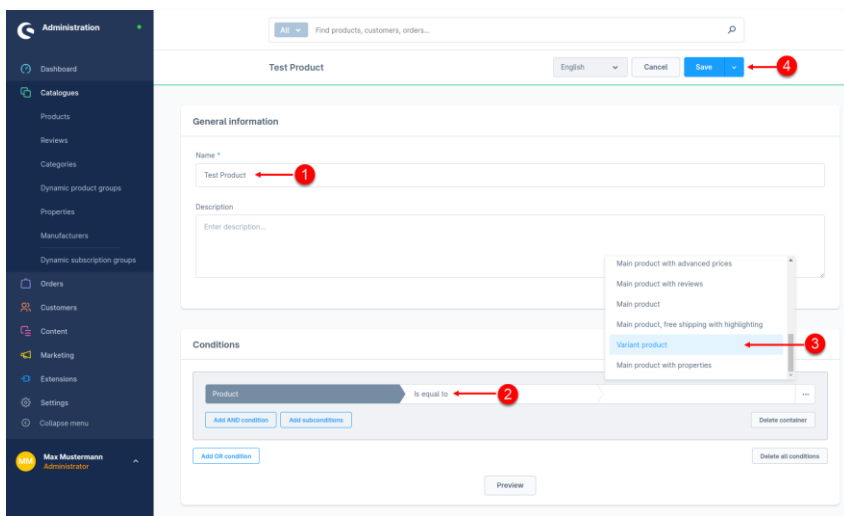 Administration
All
Find products, customers, orders...
Dashboard
Test Product
English
Cancel
Save
4
Catalogues
Products
Reviews
Categories
Dynamic product groups
Properties
Manufacturers
Dynamic subscription groups
Orders
Customers
Content
Marketing
Extensions
Settings
Collapse menu
MM
Max Mustermann
Administrator
General information
Name *
Test Product
1
Description
Enter description...
Main product with advanced prices
Main product with reviews
Main product
Main product, free shipping with highlighting
Variant product
3
Main product with properties
Conditions
Product
Is equal to
2
...
Add AND condition
Add subconditions
Delete container
Add OR condition
Delete all conditions
Preview